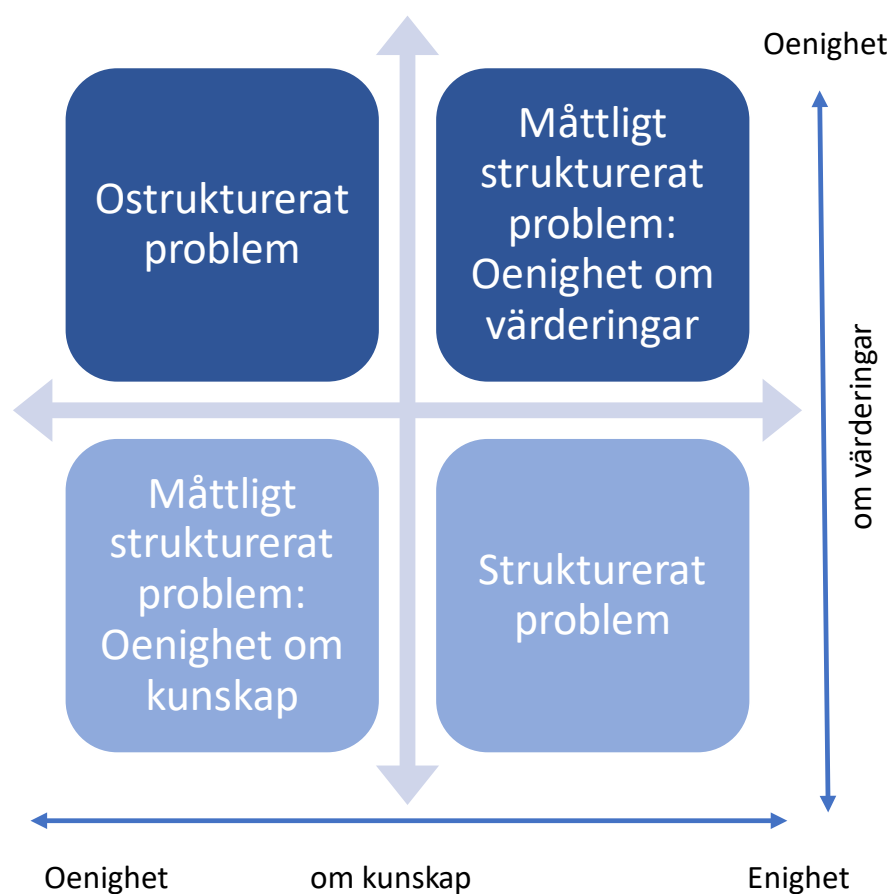 Oenighet
Ostrukturerat
problem
Måttligt
strukturerat
problem:
Oenighet om
värderingar
om värderingar
Måttligt
strukturerat
problem:
Oenighet om
kunskap
Strukturerat
problem
Oenighet
om kunskap
Enighet